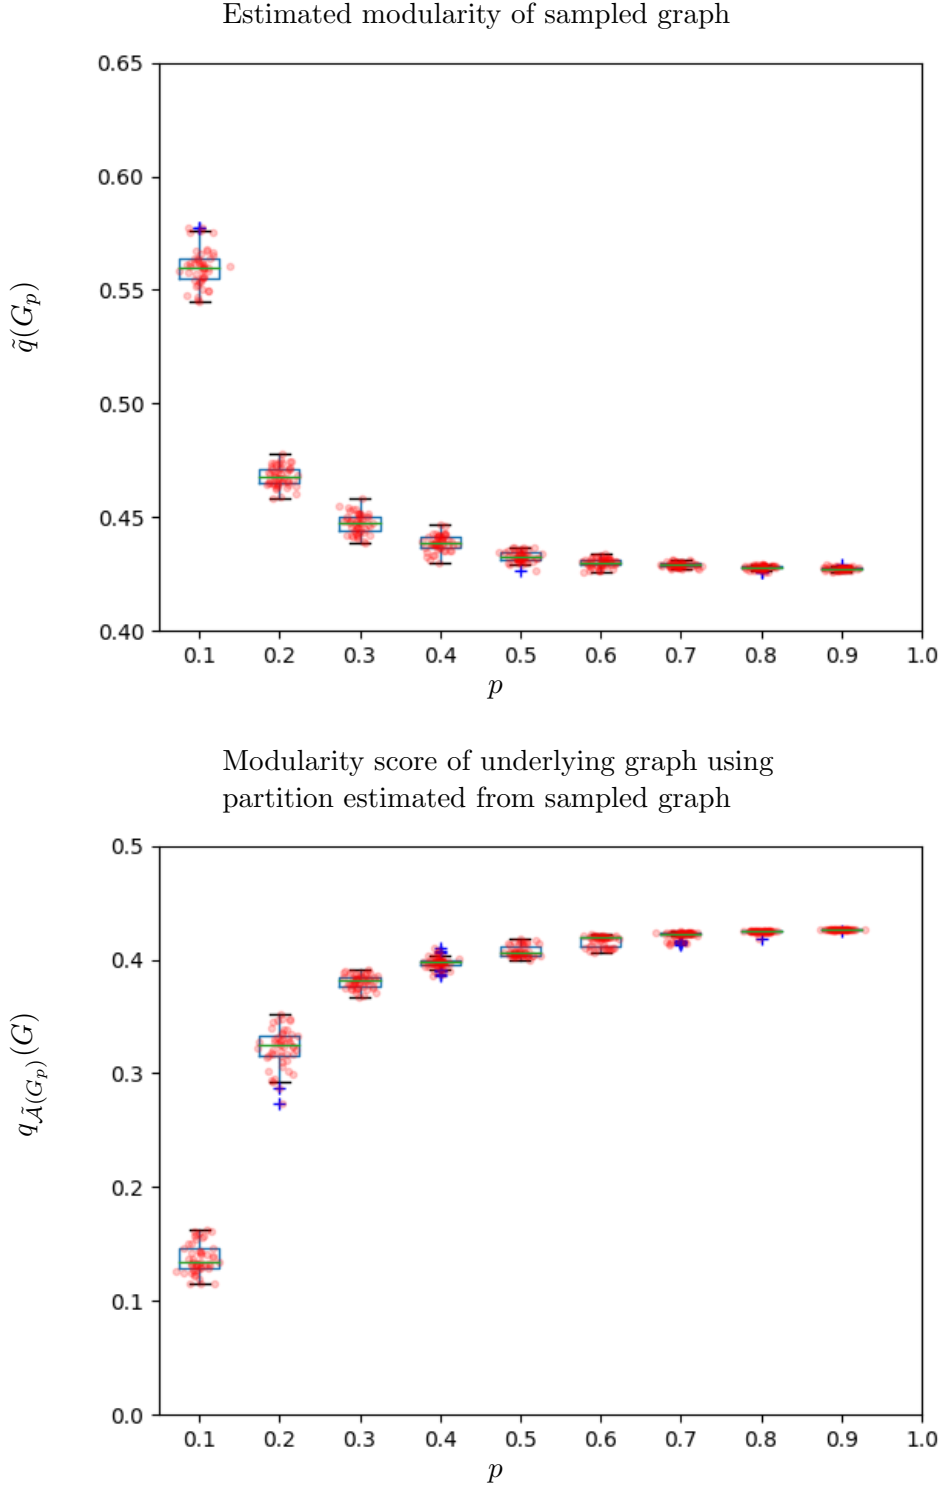 Estimated modularity of sampled graph
0.65
0.60
0.55
0.50
0.45
0.40
q̃(G_p)
0.1 0.2 0.3 0.4 0.5 0.6 0.7 0.8 0.9 1.0
p
Modularity score of underlying graph using
partition estimated from sampled graph
0.5
0.4
0.3
0.2
0.1
0.0
q_{Ã(G_p)}(G)
0.1 0.2 0.3 0.4 0.5 0.6 0.7 0.8 0.9 1.0
p